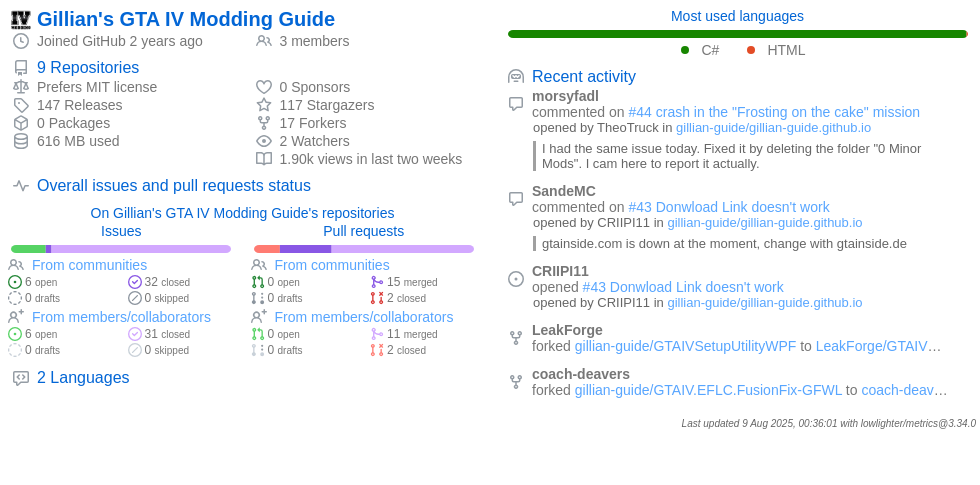 Gillian's GTA IV Modding Guide
Joined GitHub 2 years ago
3 members
9 Repositories
Prefers MIT license
147 Releases
0 Packages
616 MB used
0 Sponsors
117 Stargazers
17 Forkers
2 Watchers
1.90k views in last two weeks
Overall issues and pull requests status
On Gillian's GTA IV Modding Guide's repositories
Issues
From communities
6 open
32 closed
0 drafts
0 skipped
From members/collaborators
6 open
31 closed
0 drafts
0 skipped
Pull requests
From communities
0 open
15 merged
0 drafts
2 closed
From members/collaborators
0 open
11 merged
0 drafts
2 closed
2 Languages
Most used languages
C#
HTML
Recent activity
morsyfadl
commented on #44 crash in the "Frosting on the cake" mission
opened by TheoTruck in gillian-guide/gillian-guide.github.io
I had the same issue today. Fixed it by deleting the folder "0 Minor
Mods". I cam here to report it actually.
SandeMC
commented on #43 Donwload Link doesn't work
opened by CRIIPI11 in gillian-guide/gillian-guide.github.io
gtainside.com is down at the moment, change with gtainside.de
CRIIPI11
opened #43 Donwload Link doesn't work
opened by CRIIPI11 in gillian-guide/gillian-guide.github.io
LeakForge
forked gillian-guide/GTAIVSetupUtilityWPF to LeakForge/GTAIV…
coach-deavers
forked gillian-guide/GTAIV.EFLC.FusionFix-GFWL to coach-deav…
Last updated 9 Aug 2025, 00:36:01 with lowlighter/metrics@3.34.0